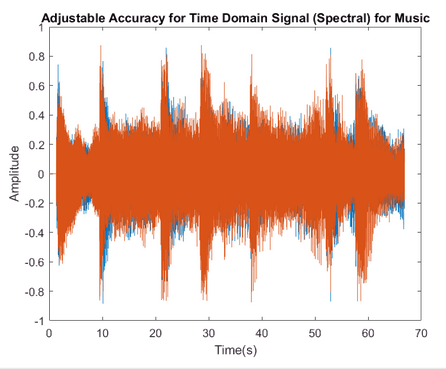 Adjustable Accuracy for Time Domain Signal (Spectral) for Music
1
0.8
0.6
0.4
0.2
0
-0.2
-0.4
-0.6
-0.8
-1
Amplitude
0 10 20 30 40 50 60 70
Time(s)